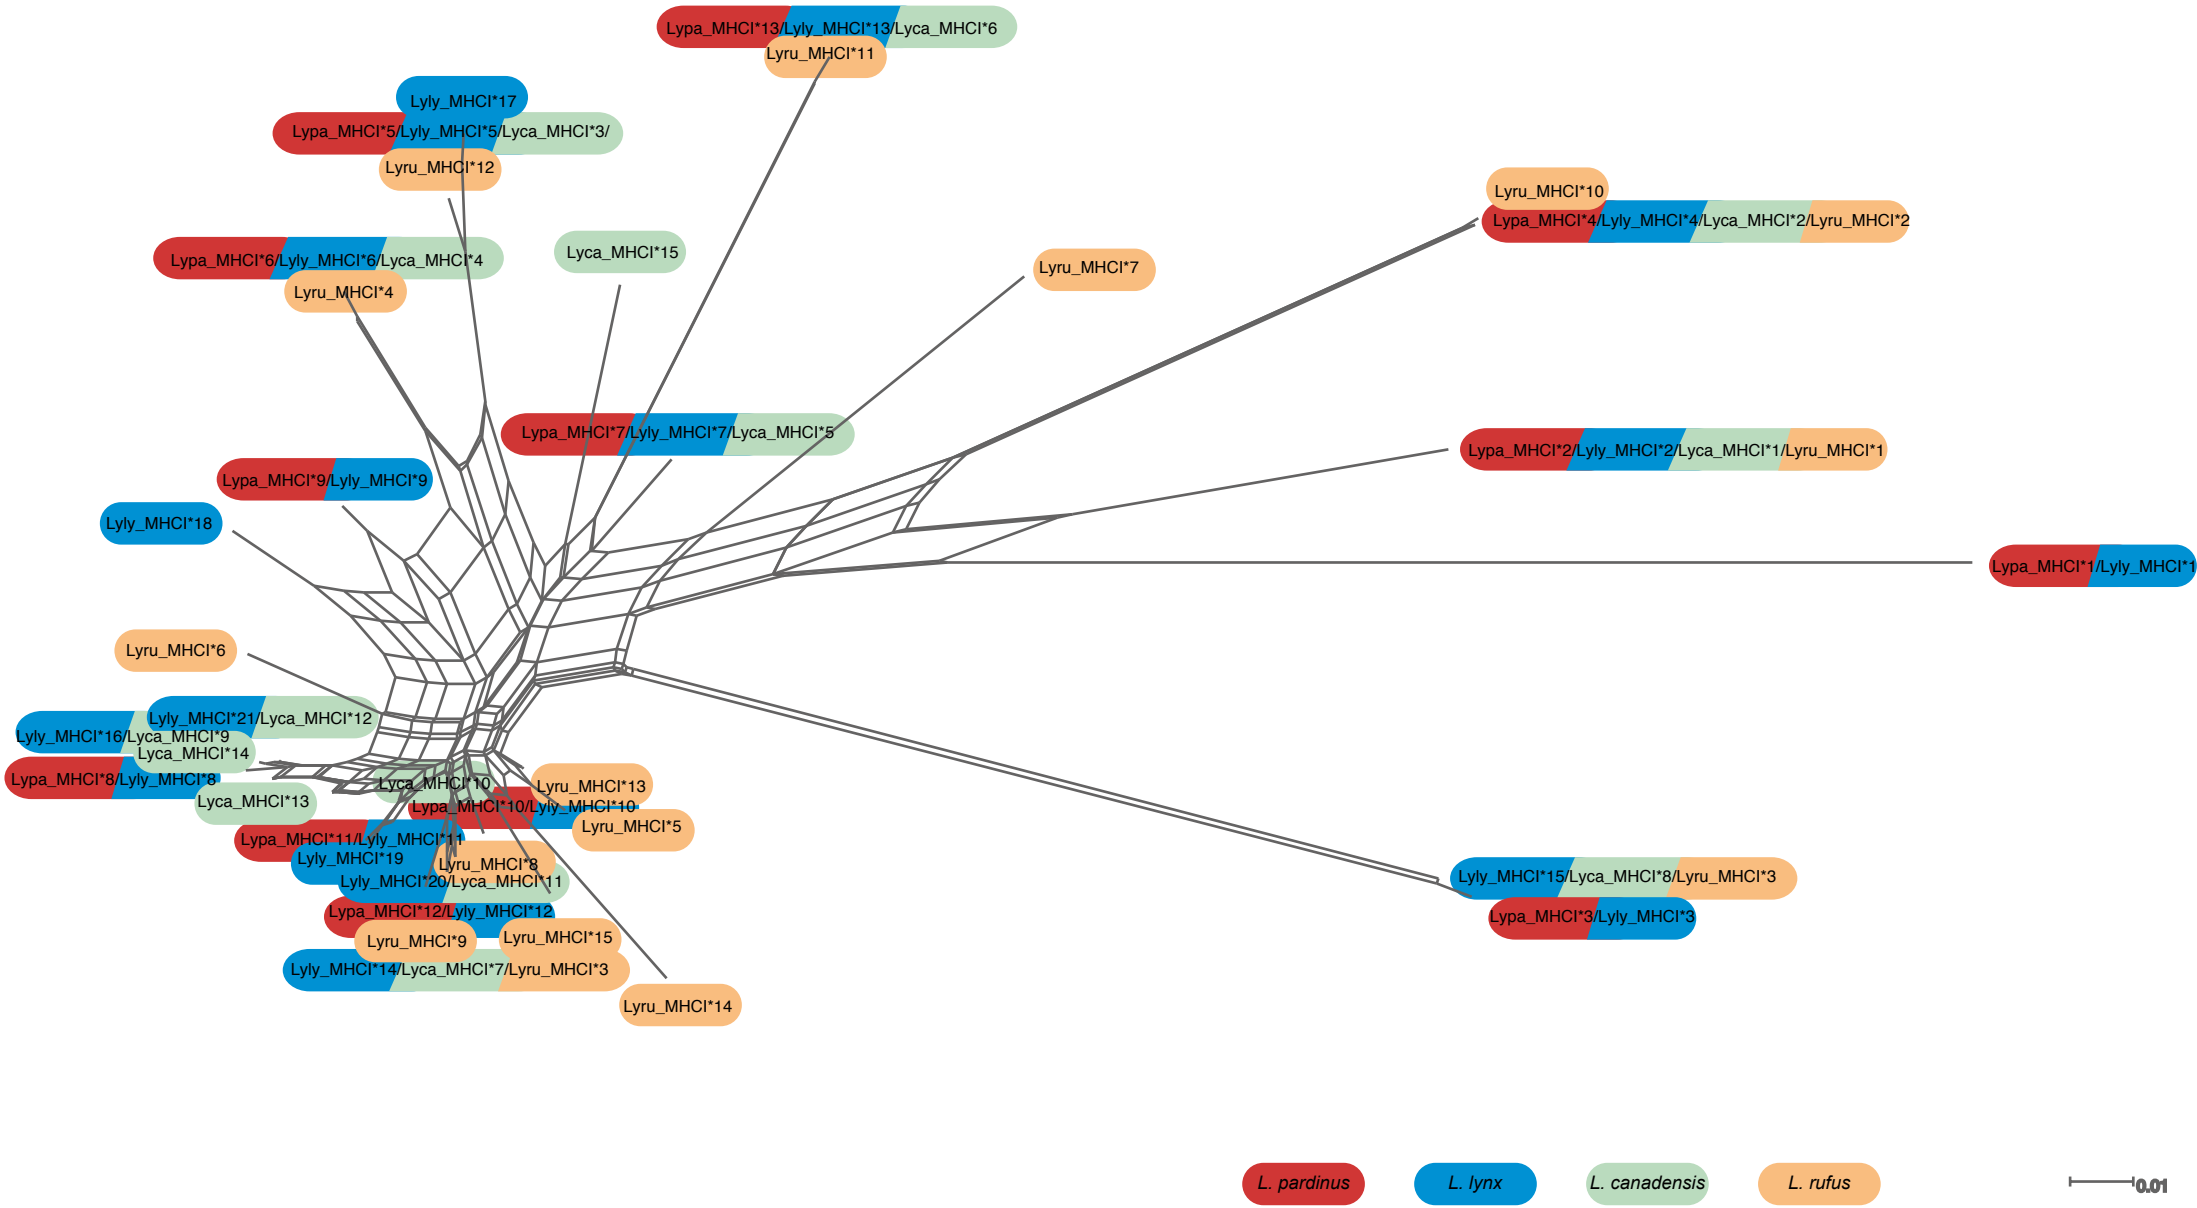 Lypa_MHCI*13/Lyly_MHCI*13/Lyca_MHCI*6
Lyru_MHCI*11
Lyly_MHCI*17
Lypa_MHCI*5/Lyly_MHCI*5/Lyca_MHCI*3/
Lyru_MHCI*12
Lyru_MHCI*10
Lypa_MHCI*4/Lyly_MHCI*4/Lyca_MHCI*2/Lyru_MHCI*2
Lypa_MHCI*6/Lyly_MHCI*6/Lyca_MHCI*4
Lyru_MHCI*4
Lyca_MHCI*15
Lyru_MHCI*7
Lypa_MHCI*7/Lyly_MHCI*7/Lyca_MHCI*5
Lypa_MHCI*2/Lyly_MHCI*2/Lyca_MHCI*1/Lyru_MHCI*1
Lypa_MHCI*9/Lyly_MHCI*9
Lyly_MHCI*18
Lypa_MHCI*1/Lyly_MHCI*1
Lyru_MHCI*6
Lyly_MHCI*21/Lyca_MHCI*12
Lyly_MHCI*16/Lyca_MHCI*9
Lyca_MHCI*14
Lypa_MHCI*8/Lyly_MHCI*8
Lyca_MHCI*10
Lyru_MHCI*13
Lyca_MHCI*13
Lypa_MHCI*10/Lyly_MHCI*10
Lyru_MHCI*5
Lypa_MHCI*11/Lyly_MHCI*11
Lyly_MHCI*19
Lyru_MHCI*8
Lyly_MHCI*20/Lyca_MHCI*11
Lyly_MHCI*15/Lyca_MHCI*8/Lyru_MHCI*3
Lypa_MHCI*12/Lyly_MHCI*12
Lypa_MHCI*3/Lyly_MHCI*3
Lyru_MHCI*9
Lyru_MHCI*15
Lyly_MHCI*14/Lyca_MHCI*7/Lyru_MHCI*3
Lyru_MHCI*14
L. pardinus
L. lynx
L. canadensis
L. rufus
0.01